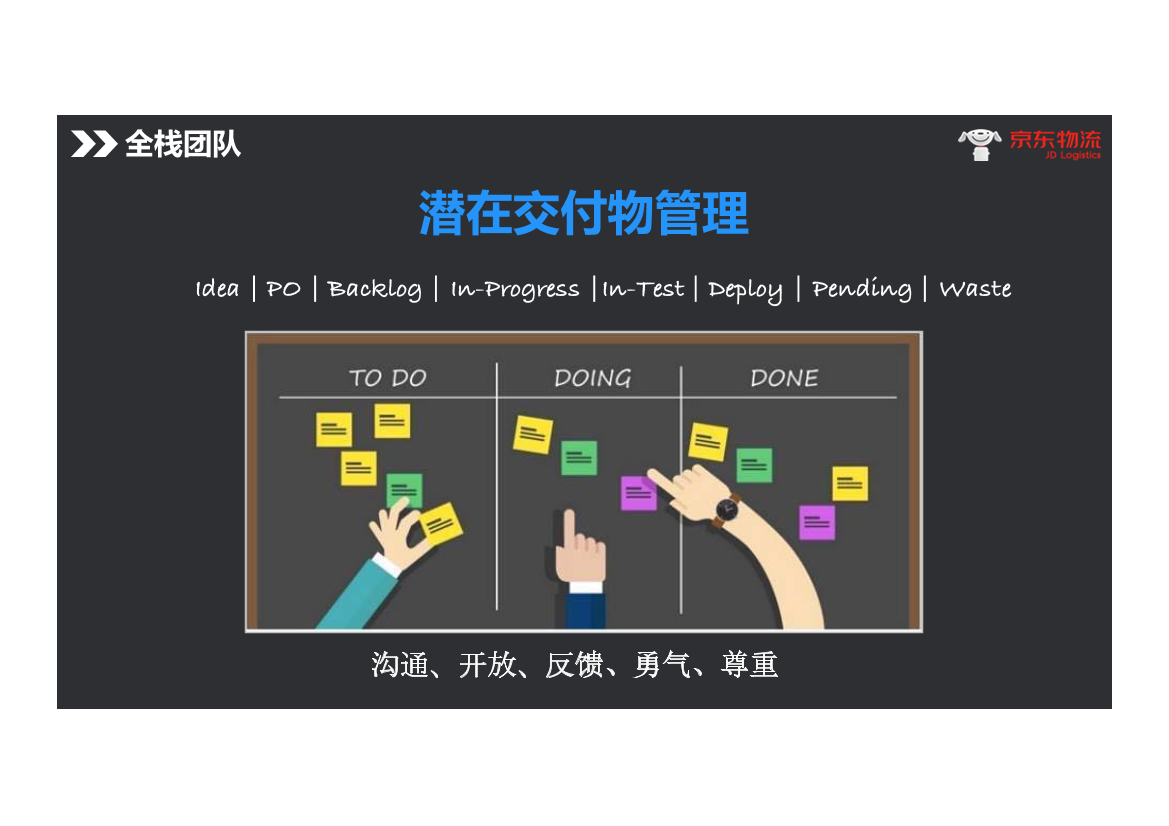 全栈团队
京东物流
JD Logistics
潜在交付物管理
Idea | PO | Backlog | In-Progress | In-Test | Deploy | Pending | Waste
TO DO
DOING
DONE
沟通、开放、反馈、勇气、尊重